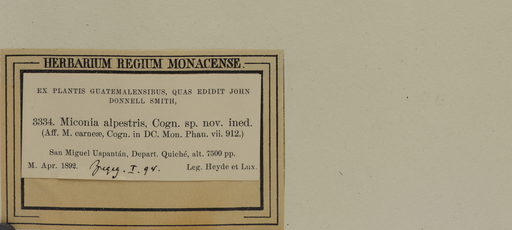 HERBARIUM REGIUM MONACENSE.
EX PLANTIS GUATEMALENSIBUS, QUAS EDIDIT JOHN
DONNELL SMITH,
3334. Miconia alpestris, Cogn. sp. nov. ined.
(Aff. M. carneæ, Cogn. in DC. Mon. Phan. vii. 912.)
San Miguel Uspantán, Depart. Quiché, alt. 7500 pp.
M. Apr. 1892. I. 94. Leg. Heyde et Lux.